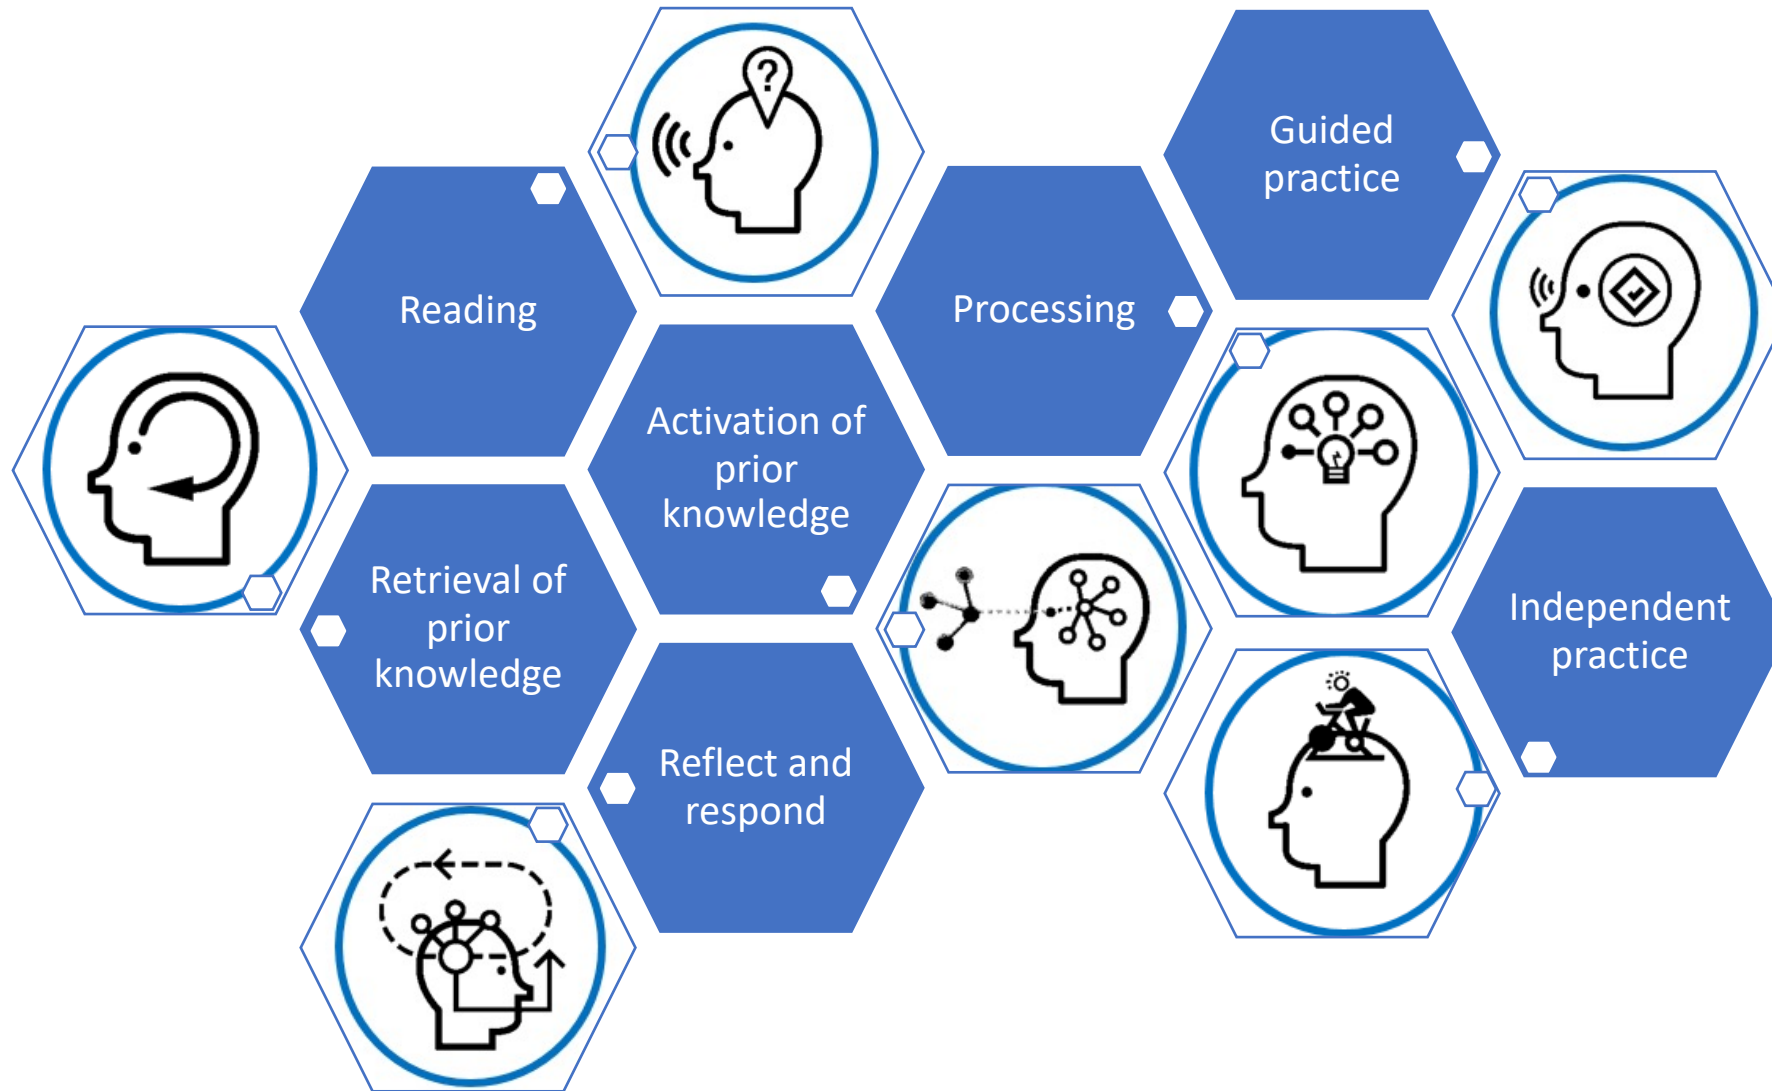 ?
Guided
practice
Reading
Processing
Activation of
prior
knowledge
Retrieval of
prior
knowledge
Independent
practice
Reflect and
respond